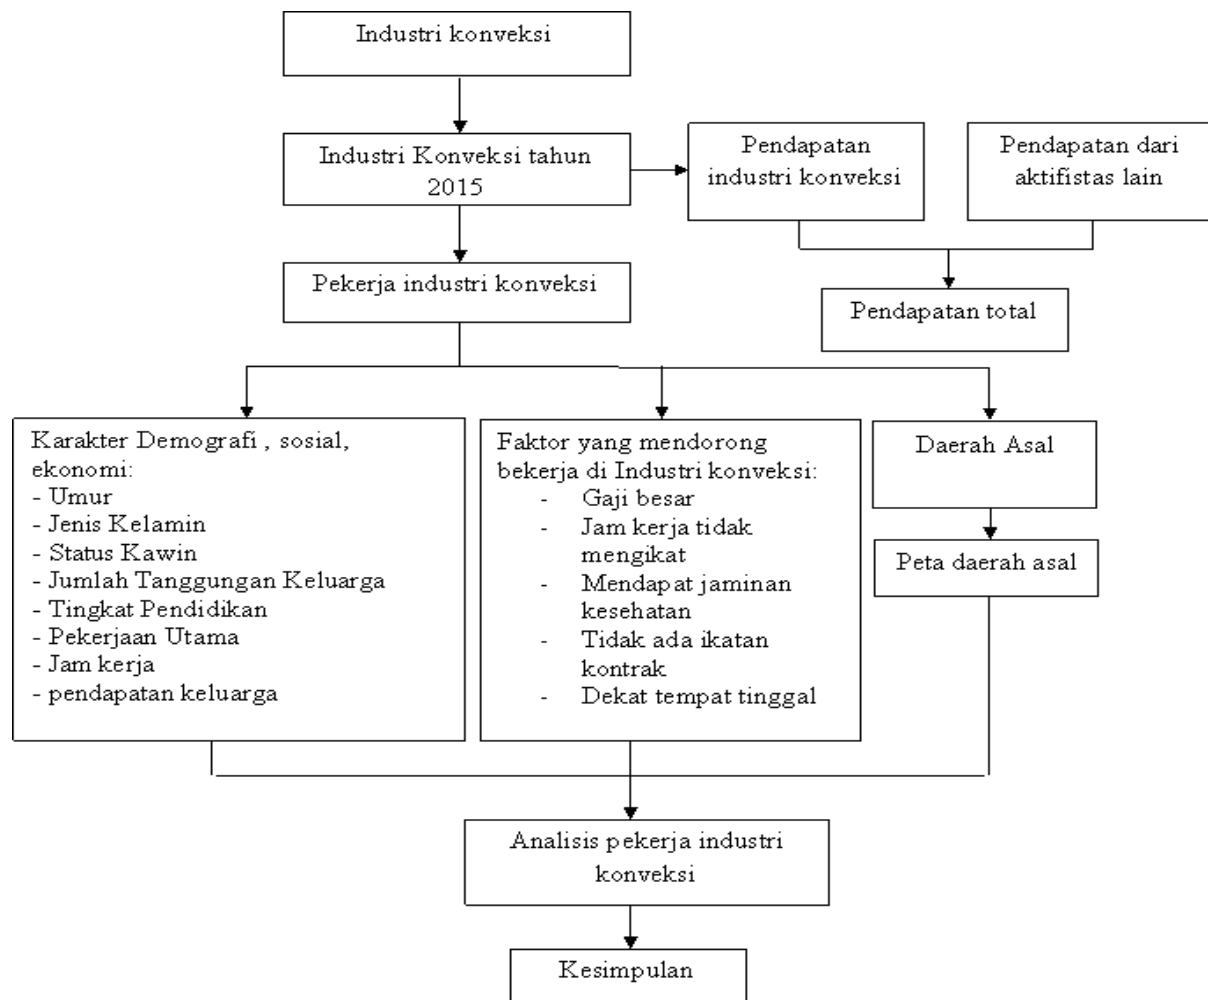 Industri konveksi
Industri Konveksi tahun
2015
Pendapatan
industri konveksi
Pendapatan dari
aktifistas lain
Pekerja industri konveksi
Pendapatan total
Karakter Demografi , sosial,
ekonomi:
- Umur
- Jenis Kelamin
- Status Kawin
- Jumlah Tanggungan Keluarga
- Tingkat Pendidikan
- Pekerjaan Utama
- Jam kerja
- pendapatan keluarga
Faktor yang mendorong
bekerja di Industri konveksi:
- Gaji besar
- Jam kerja tidak
mengikat
- Mendapat jaminan
kesehatan
- Tidak ada ikatan
kontrak
- Dekat tempat tinggal
Daerah Asal
Peta daerah asal
Analisis pekerja industri
konveksi
Kesimpulan